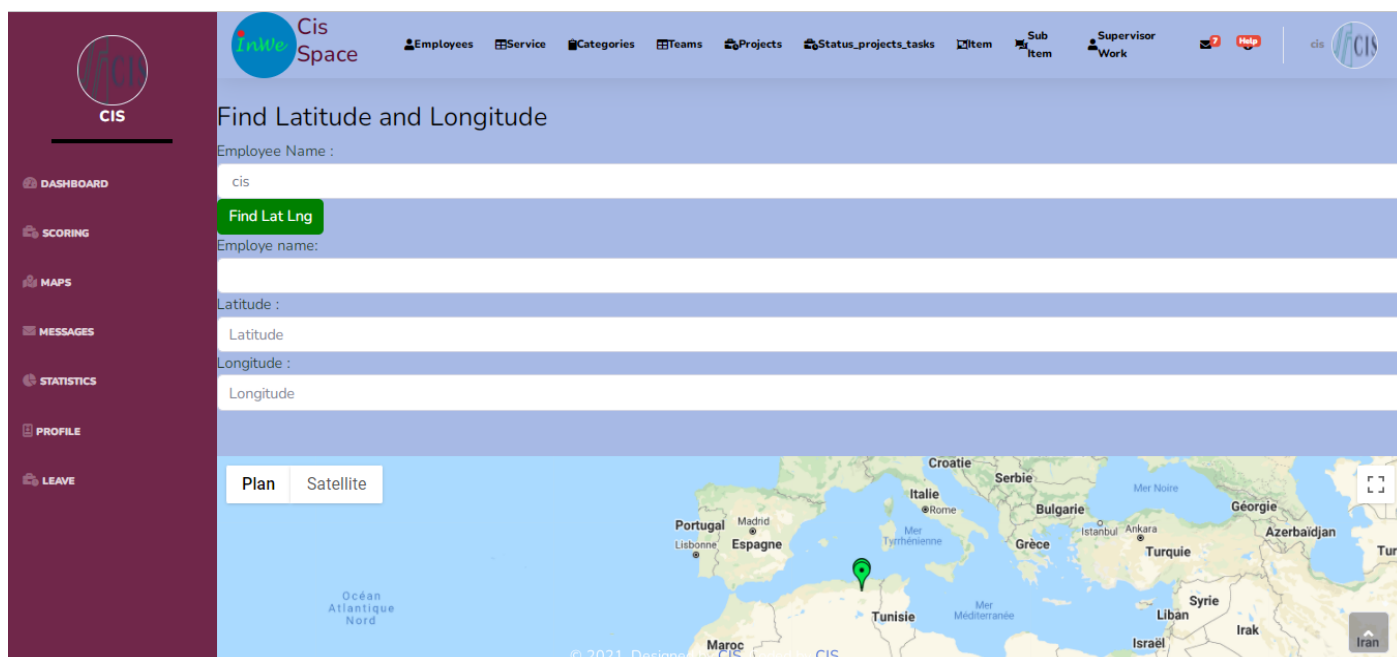 CIS
DASHBOARD
SCORING
MAPS
MESSAGES
STATISTICS
PROFILE
LEAVE
InWe
Cis
Space
Employees
Service
Categories
Teams
Projects
Status_projects_tasks
Item
Sub
Item
Supervisor
Work
7
Help
cis
CIS
Find Latitude and Longitude
Employee Name :
cis
Find Lat Lng
Employe name:
Latitude :
Latitude
Longitude :
Longitude
Plan Satellite
Croatie
Serbie
Mer Noire
Italie
Rome
Bulgarie
Géorgie
Portugal
Madrid
Istanbul
Ankara
Azerbaïdjan
Lisbonne
Espagne
Mer
Tyrrhénienne
Grèce
Turquie
Tur
Océan
Atlantique
Nord
Tunisie
Mer
Méditerranée
Syrie
Liban
Irak
Maroc
Israël
Iran
© 2021 Designed CIS CIS